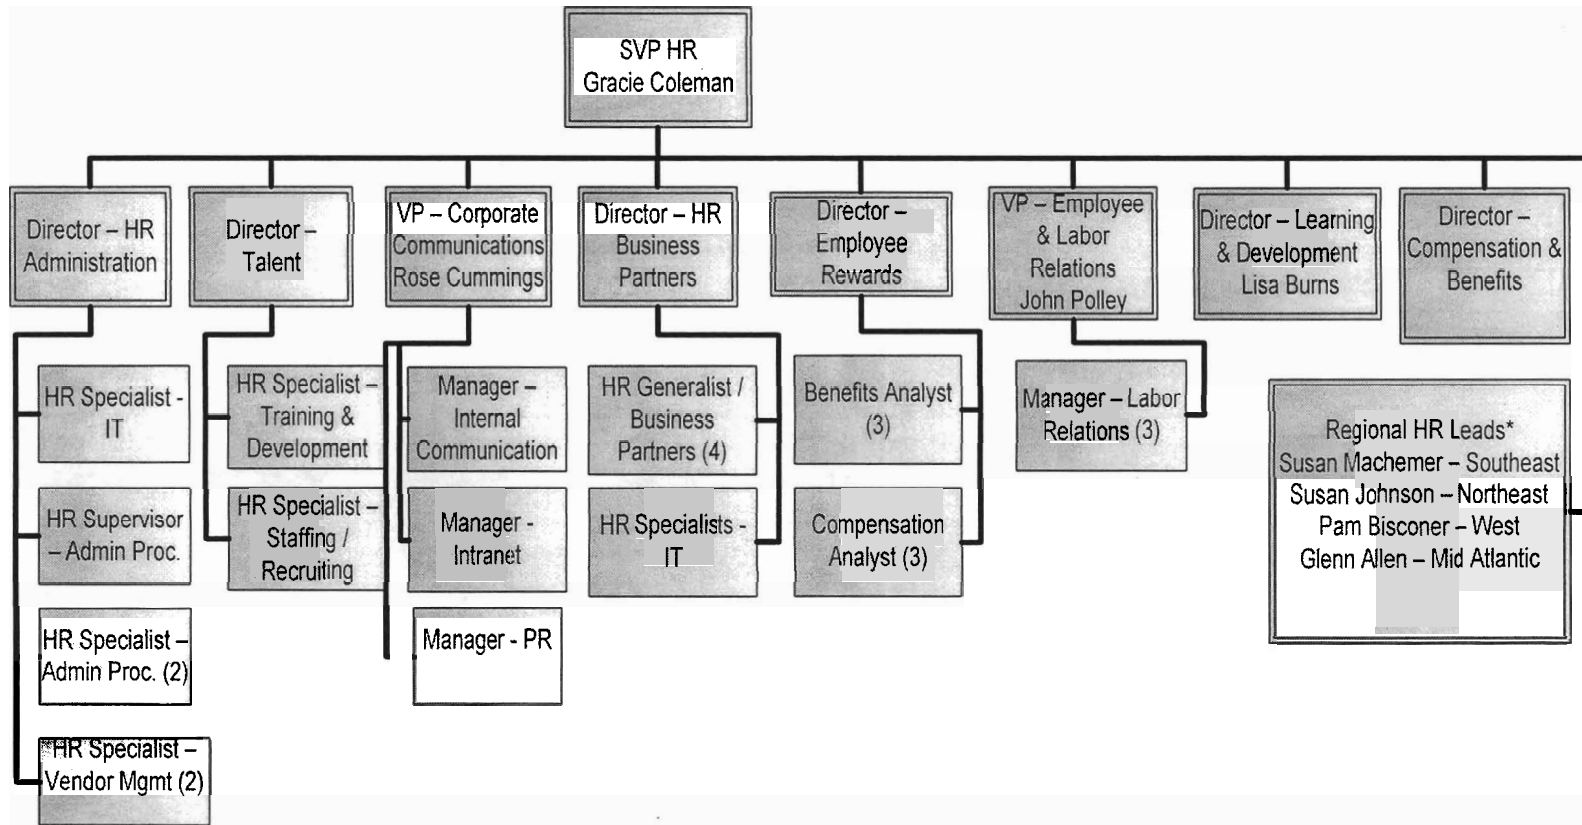 SVP HR
Gracie Coleman
Director – HR
Administration
Director –
Talent
VP – Corporate
Communications
Rose Cummings
Director – HR
Business
Partners
Director –
Employee
Rewards
VP – Employee
& Labor
Relations
John Polley
Director – Learning
& Development
Lisa Burns
Director –
Compensation &
Benefits
HR Specialist -
IT
HR Supervisor
– Admin Proc.
HR Specialist –
Admin Proc. (2)
HR Specialist –
Vendor Mgmt (2)
HR Specialist –
Training &
Development
HR Specialist –
Staffing /
Recruiting
Manager –
Internal
Communication
Manager -
Intranet
Manager - PR
HR Generalist /
Business
Partners (4)
HR Specialists -
IT
Benefits Analyst
(3)
Compensation
Analyst (3)
Manager – Labor
Relations (3)
Regional HR Leads*
Susan Machemer – Southeast
Susan Johnson – Northeast
Pam Bisconer – West
Glenn Allen – Mid Atlantic